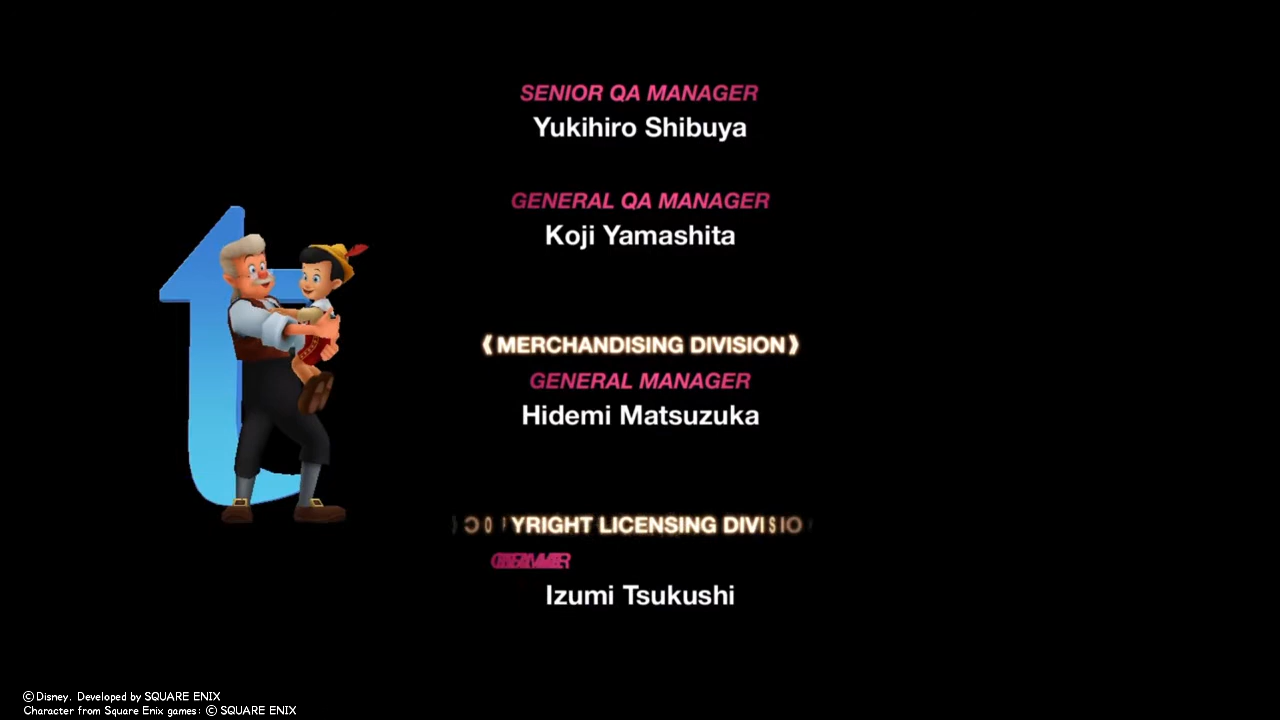 SENIOR QA MANAGER
Yukihiro Shibuya
GENERAL QA MANAGER
Koji Yamashita
t
❰MERCHANDISING DIVISION❱
GENERAL MANAGER
Hidemi Matsuzuka
LICENSING
Izumi Tsukushi
©Disney. Developed by SQUARE ENIX
Character from Square Enix games: © SQUARE ENIX